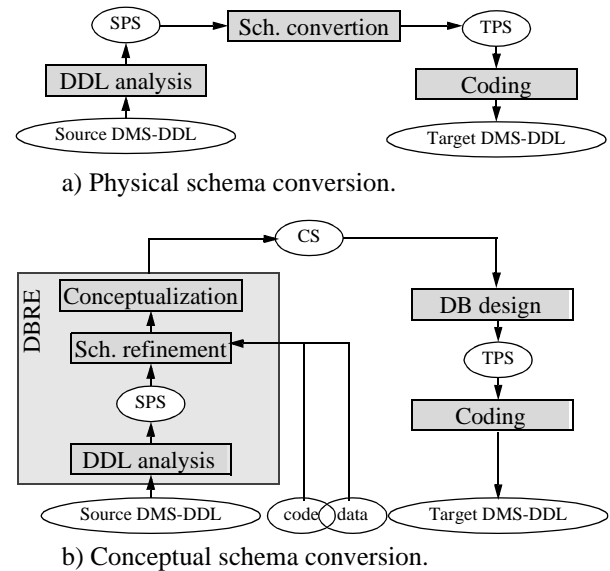 SPS
Sch. convertion
TPS
DDL analysis
Coding
Source DMS-DDL
Target DMS-DDL
a) Physical schema conversion.
CS
DBRE
Conceptualization
DB design
Sch. refinement
TPS
SPS
Coding
DDL analysis
Source DMS-DDL
code
data
Target DMS-DDL
b) Conceptual schema conversion.